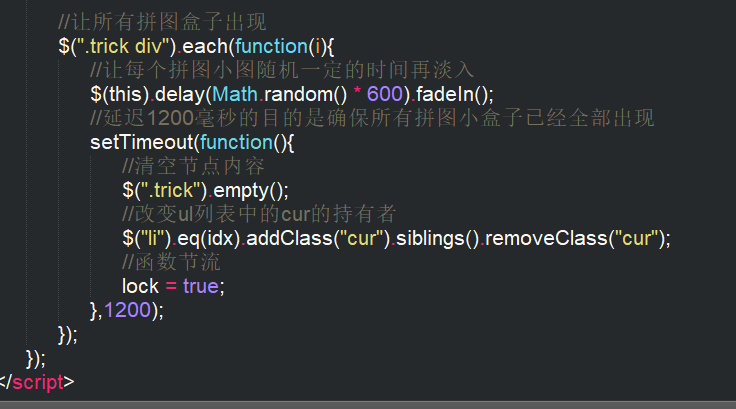 //让所有拼图盒子出现
$(".trick div").each(function(i){
//让每个拼图小图随机一定的时间再淡入
$(this).delay(Math.random() * 600).fadeIn();
//延迟1200毫秒的目的是确保所有拼图小盒子已经全部出现
setTimeout(function(){
//清空节点内容
$(".trick").empty();
//改变ul列表中的cur的持有者
$("li").eq(idx).addClass("cur").siblings().removeClass("cur");
//函数节流
lock = true;
},1200);
});
});
</script>